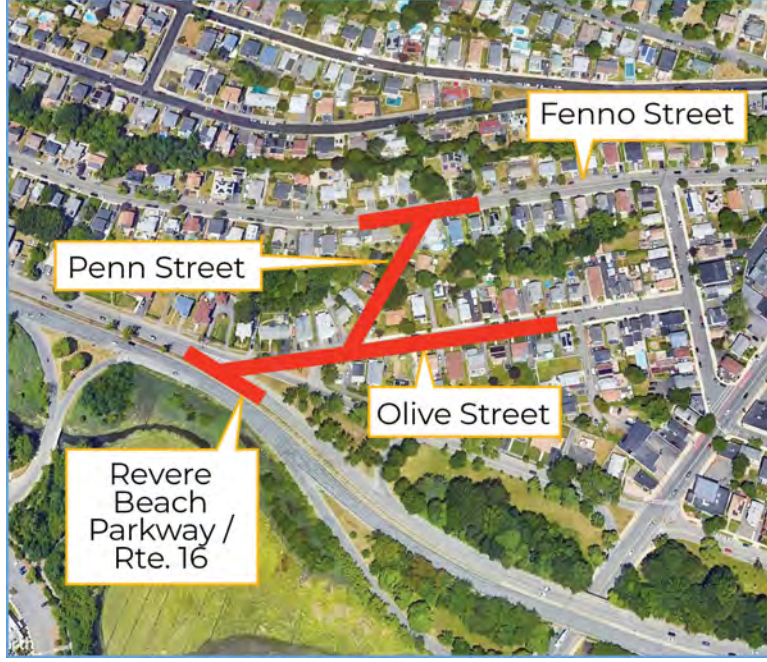 Fenno Street
Penn Street
Olive Street
Revere
Beach
Parkway /
Rte. 16